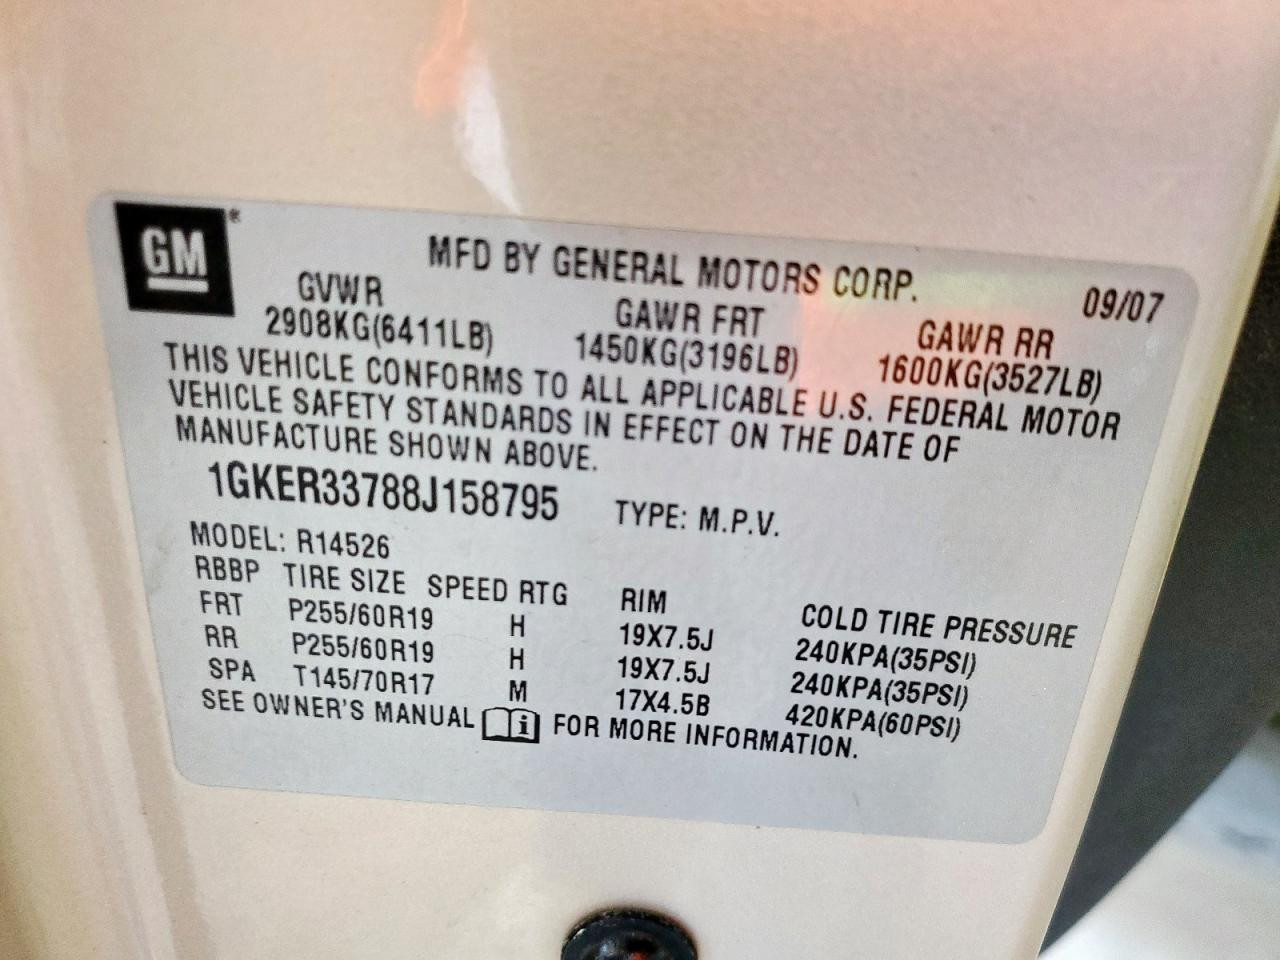 GM®
MFD BY GENERAL MOTORS CORP. 09/07
GVWR GAWR FRT GAWR RR
2908KG(6411LB) 1450KG(3196LB) 1600KG(3527LB)
THIS VEHICLE CONFORMS TO ALL APPLICABLE U.S. FEDERAL MOTOR
VEHICLE SAFETY STANDARDS IN EFFECT ON THE DATE OF
MANUFACTURE SHOWN ABOVE.
1GKER33788J158795 TYPE: M.P.V.
MODEL: R14526
RBBP TIRE SIZE SPEED RTG RIM COLD TIRE PRESSURE
FRT P255/60R19 H 19X7.5J 240KPA(35PSI)
RR P255/60R19 H 19X7.5J 240KPA(35PSI)
SPA T145/70R17 M 17X4.5B 420KPA(60PSI)
SEE OWNER'S MANUAL i FOR MORE INFORMATION.